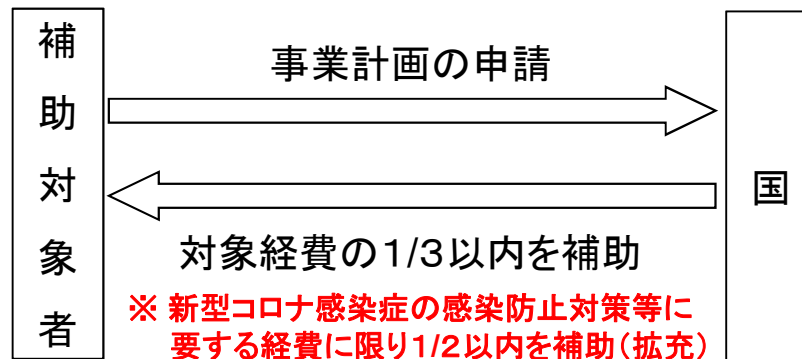 補助対象者
事業計画の申請
国
対象経費の1/3以内を補助
※ 新型コロナ感染症の感染防止対策等に
要する経費に限り1/2以内を補助(拡充)